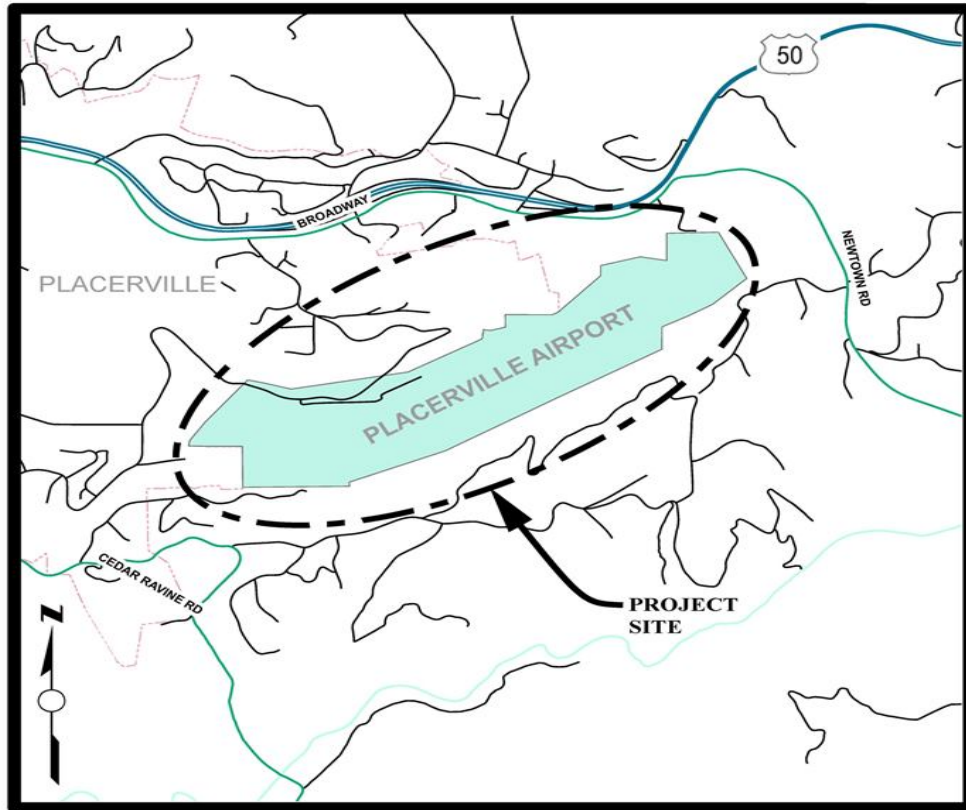 50
BROADWAY
PLACERVILLE
NEWTOWN RD
PLACERVILLE AIRPORT
CEDAR RAVINE RD
PROJECT
SITE
N